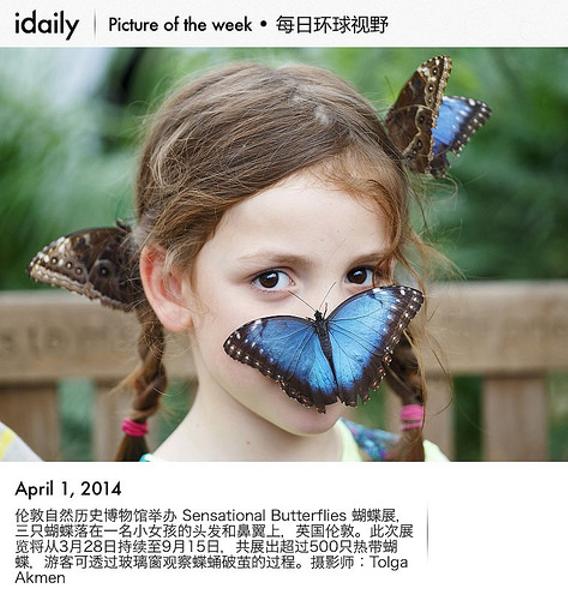 idaily Picture of the week • 每日环球视野
April 1, 2014
伦敦自然历史博物馆举办 Sensational Butterflies 蝴蝶展，
三只蝴蝶落在一名小女孩的头发和鼻翼上，英国伦敦。此次展
览将从3月28日持续至9月15日，共展出超过500只热带蝴
蝶，游客可透过玻璃窗观察蝶蛹破茧的过程。摄影师：Tolga
Akmen